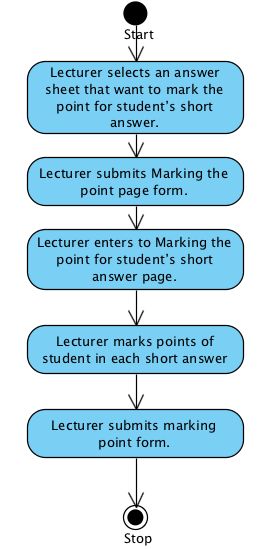 Start
Lecturer selects an answer
sheet that want to mark the
point for student's short
answer.
Lecturer submits Marking the
point page form.
Lecturer enters to Marking the
point for student's short
answer page.
Lecturer marks points of
student in each short answer
Lecturer submits marking
point form.
Stop